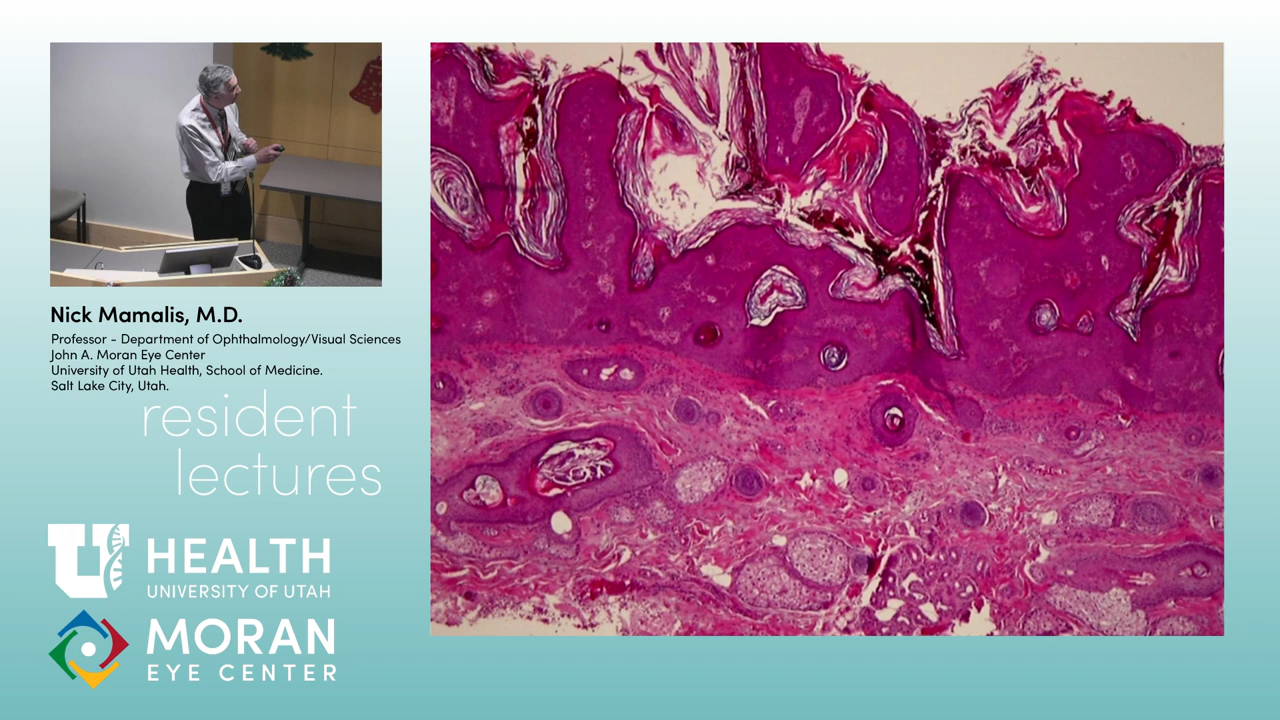 Nick Mamalis, M.D.
Professor - Department of Ophthalmology/Visual Sciences
John A. Moran Eye Center
University of Utah Health, School of Medicine.
Salt Lake City, Utah.
resident
lectures
U HEALTH
UNIVERSITY OF UTAH
MORAN
EYE CENTER